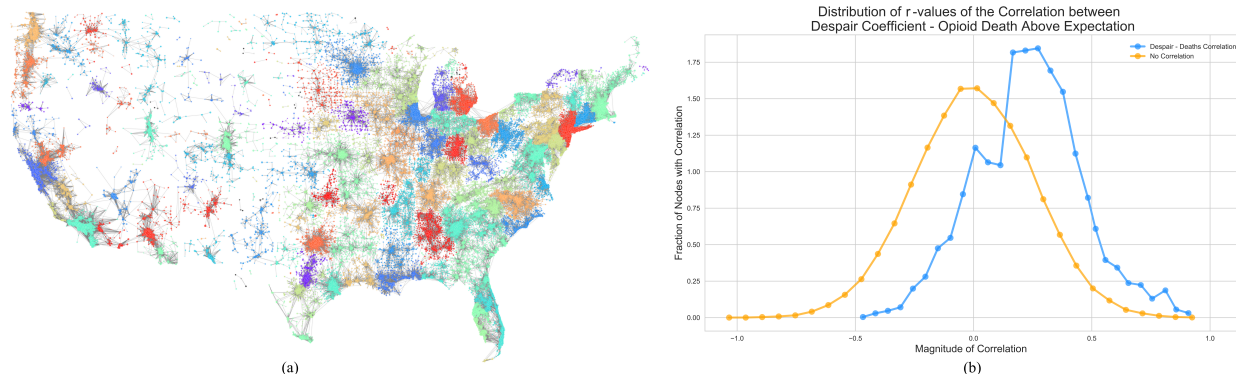 Distribution of r-values of the Correlation between
Despair Coefficient - Opioid Death Above Expectation
Despair - Deaths Correlation
No Correlation
Fraction of Nodes with Correlation
1.75
1.50
1.25
1.00
0.75
0.50
0.25
0.00
−1.0 −0.5 0.0 0.5 1.0
Magnitude of Correlation
(a) (b)